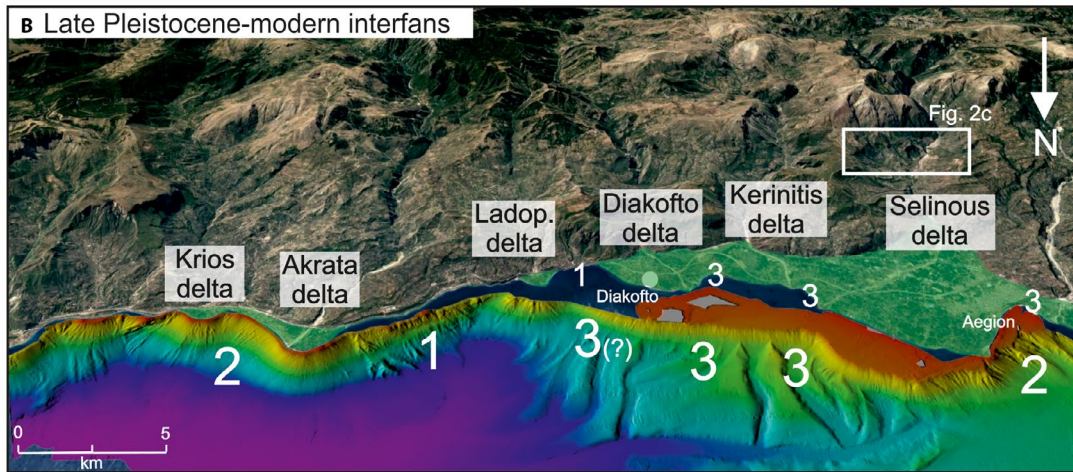 B Late Pleistocene-modern interfans
Fig. 2c
N
Krios
delta
Akrata
delta
Ladop.
delta
Diakofto
delta
Kerinitis
delta
Selinous
delta
1
3
3
3
Diakofto
Aegion
2
1
3(?)
3
3
2
0
5
km